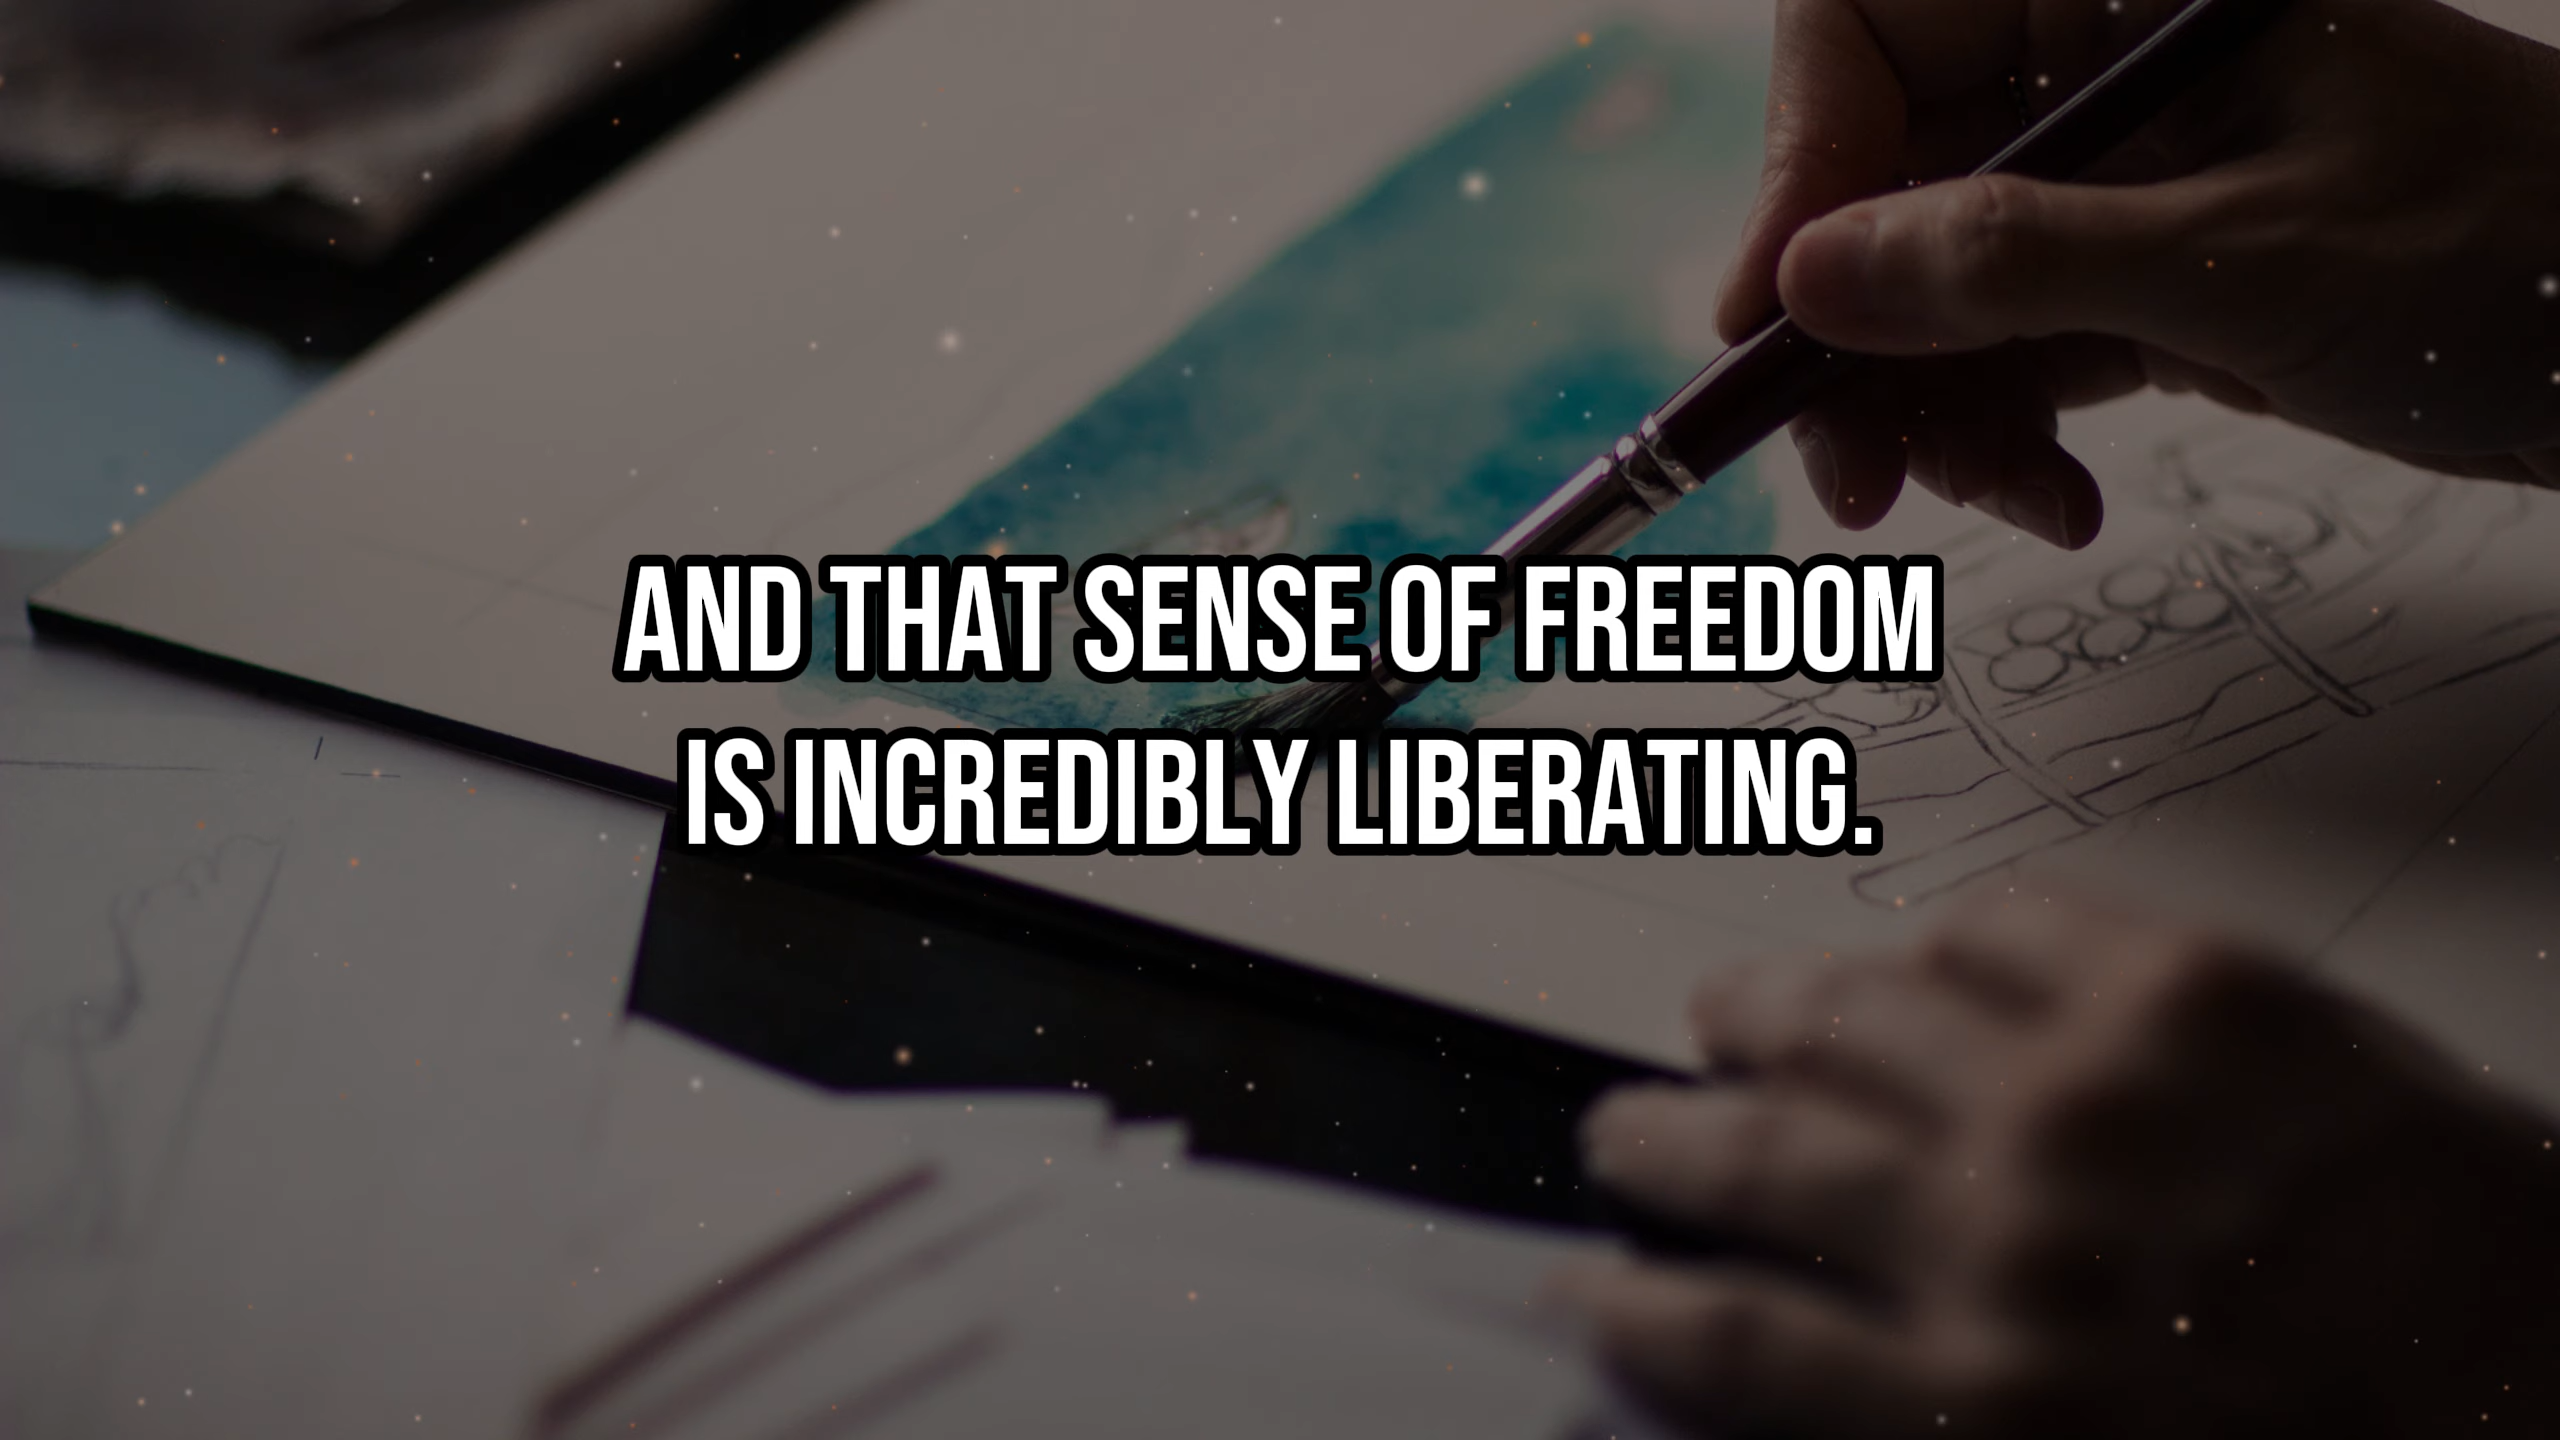 AND THAT SENSE OF FREEDOM
IS INCREDIBLY LIBERATING.